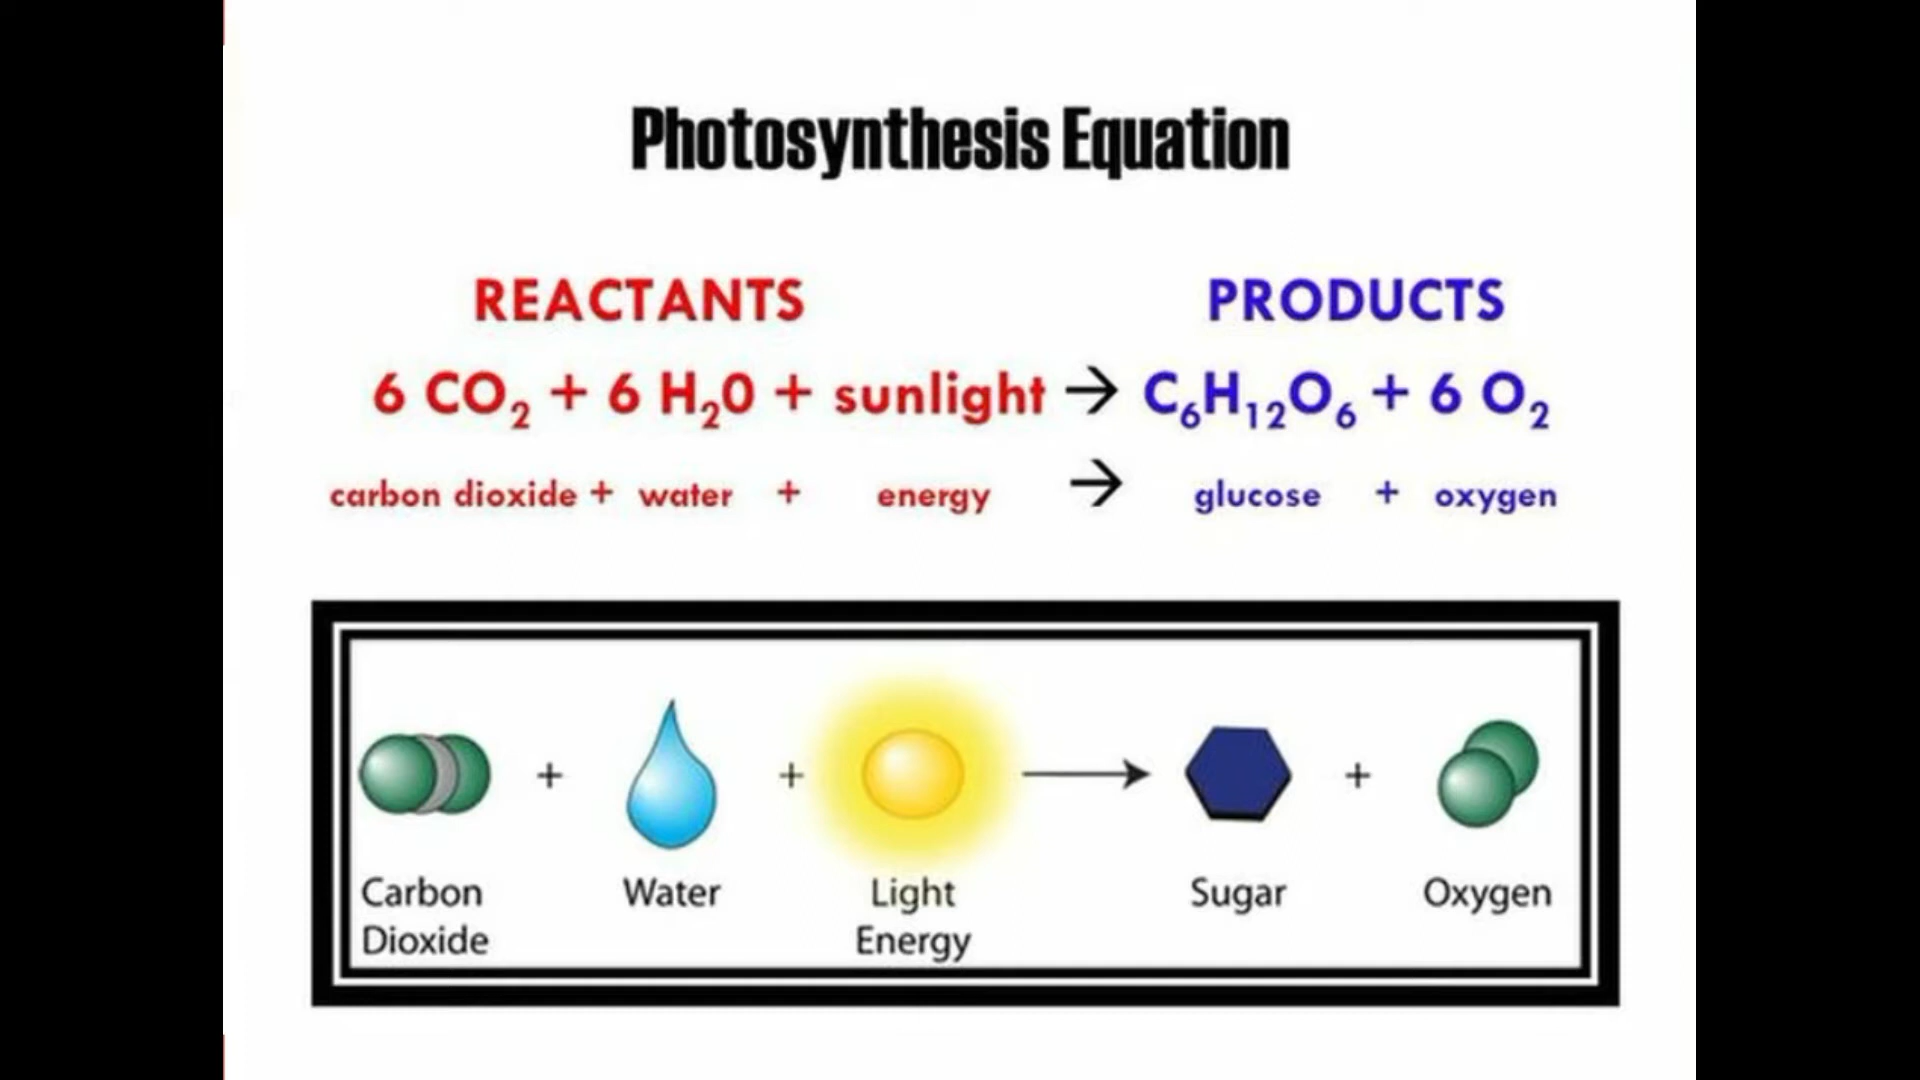 Photosynthesis Equation
REACTANTS PRODUCTS
6 CO₂ + 6 H₂0 + sunlight → C₆H₁₂O₆ + 6 O₂
carbon dioxide + water + energy → glucose + oxygen
+ + → +
Carbon Water Light Sugar Oxygen
Dioxide Energy